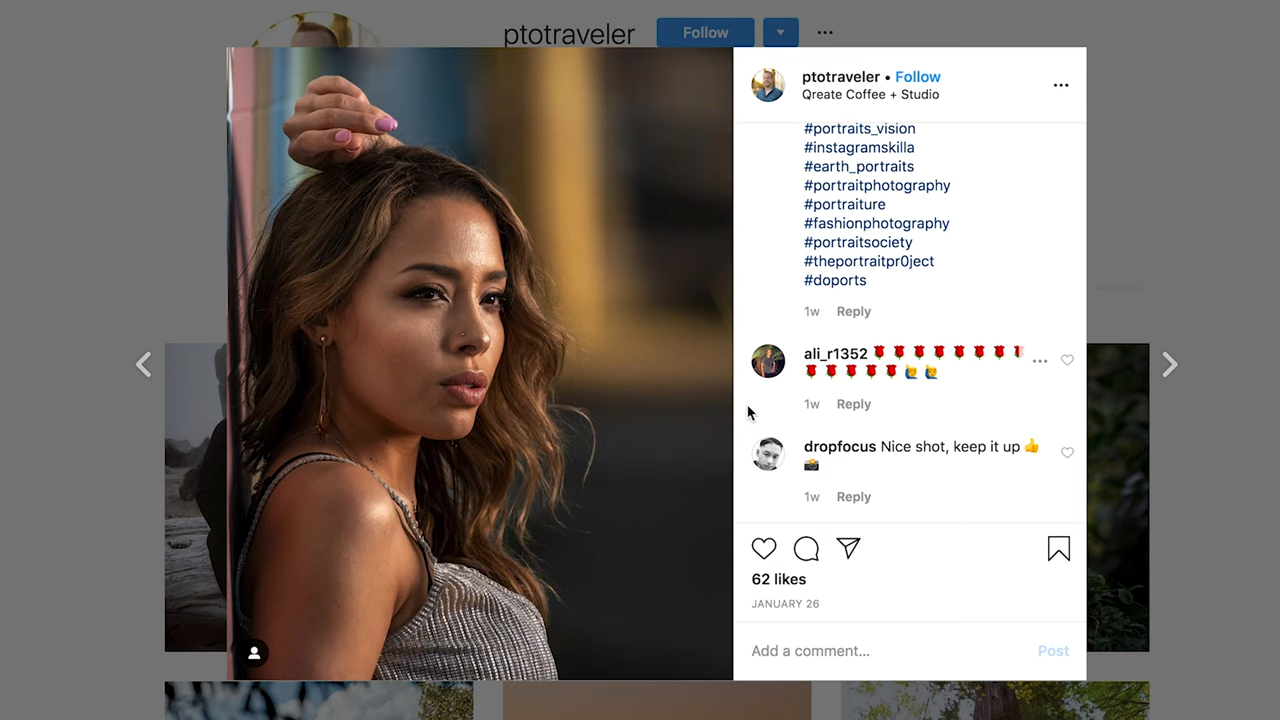 ptotraveler Follow
ptotraveler • Follow
Qreate Coffee + Studio
#portraits_vision
#instagramskilla
#earth_portraits
#portraitphotography
#portraiture
#fashionphotography
#portraitsociety
#theportraitpr0ject
#doports
1w Reply
ali_r1352 🌹🌹🌹🌹🌹🌹🌹
🌹🌹🌹🌹🌹🙋‍♂️🙋‍♂️
1w Reply
dropfocus Nice shot, keep it up 👍
📸
1w Reply
62 likes
JANUARY 26
Add a comment... Post